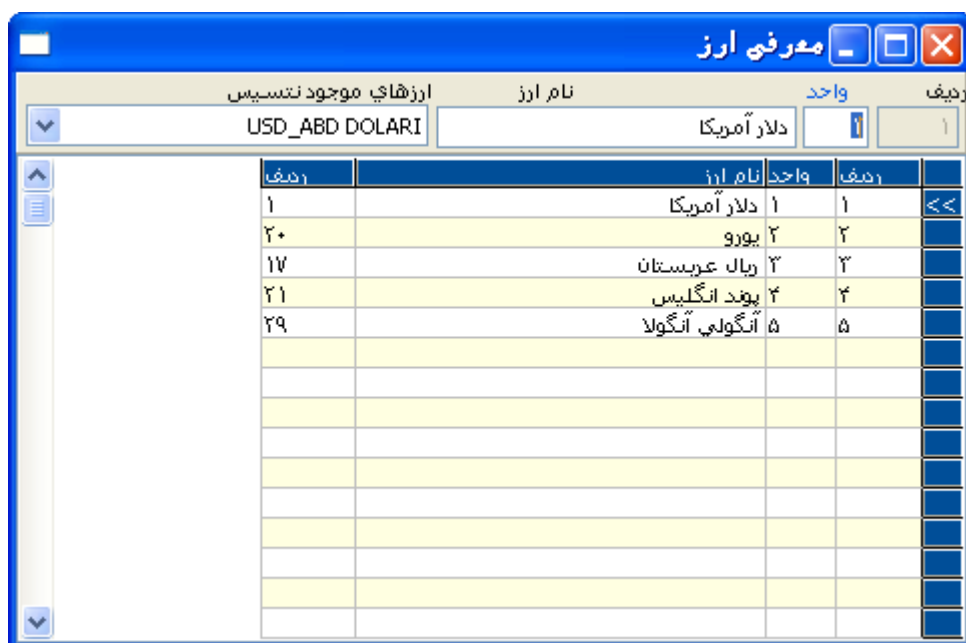 معرفی ارز
ردیف واحد نام ارز ارزهاي موجود نتسیس
۱ ۱ دلار آمریکا USD_ABD DOLARI
ردیف واحد نام ارز ردیف
<< ۱ ۱ دلار آمریکا ۱
۲ ۲ یورو ۲۰
۳ ۳ ریال عربستان ۱۷
۴ ۴ پوند انگلیس ۲۱
۵ ۵ آنگولي آنگولا ۲۹